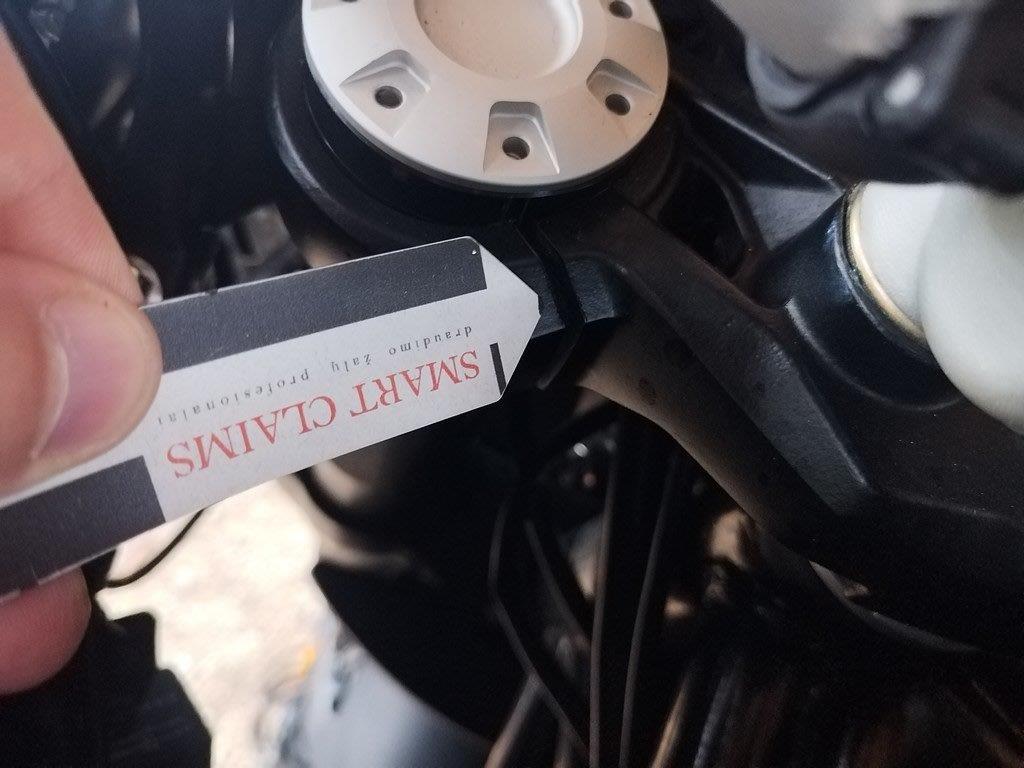 SMART CLAIMS
draudimo žalų profesionalai